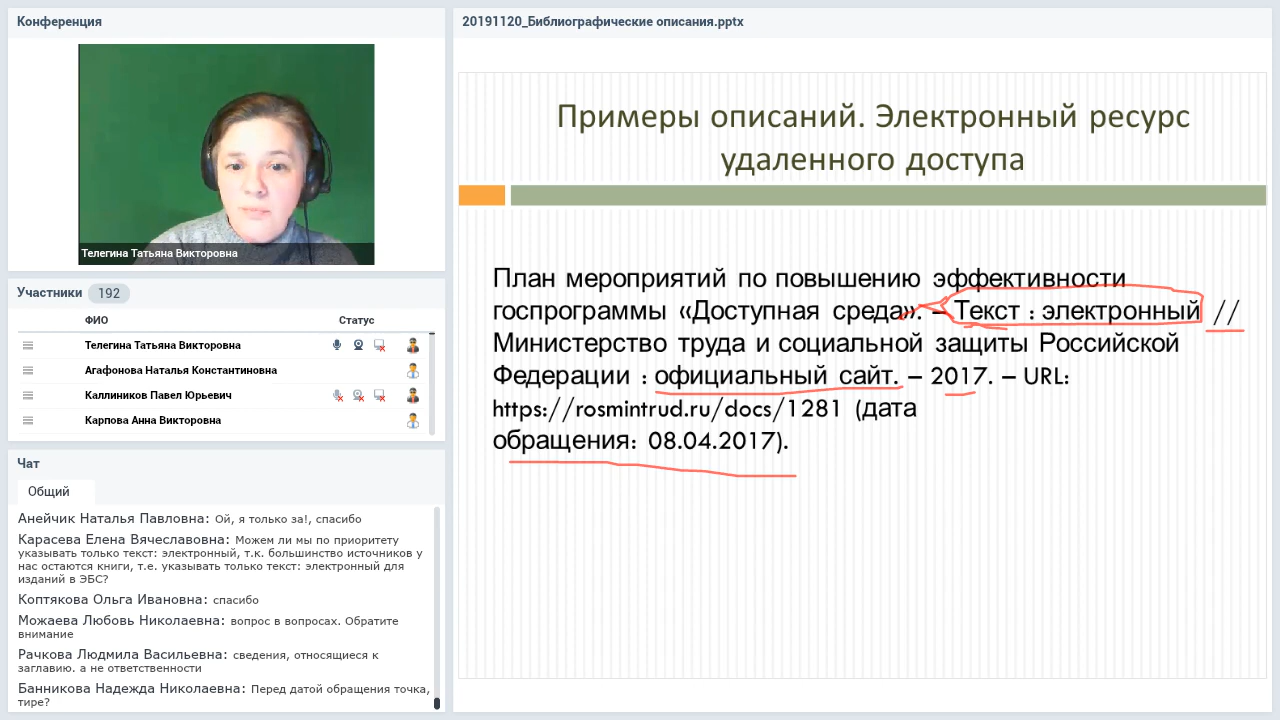 Конференция
Телегина Татьяна Викторовна
Участники 192
ФИО Статус
Телегина Татьяна Викторовна
Агафонова Наталья Константиновна
Каллиников Павел Юрьевич
Карпова Анна Викторовна
Чат
Общий
Анейчик Наталья Павловна: Ой, я только за!, спасибо
Карасева Елена Вячеславовна: Можем ли мы по приоритету
указывать только текст: электронный, т.к. большинство источников у
нас остаются книги, т.е. указывать только текст: электронный для
изданий в ЭБС?
Коптякова Ольга Ивановна: спасибо
Можаева Любовь Николаевна: вопрос в вопросах. Обратите
внимание
Рачкова Людмила Васильевна: сведения, относящиеся к
заглавию. а не ответственности
Банникова Надежда Николаевна: Перед датой обращения точка,
тире?
20191120_Библиографические описания.pptx
Примеры описаний. Электронный ресурс
удаленного доступа
План мероприятий по повышению эффективности
госпрограммы «Доступная среда». – Текст : электронный //
Министерство труда и социальной защиты Российской
Федерации : официальный сайт. – 2017. – URL:
https://rosmintrud.ru/docs/1281 (дата
обращения: 08.04.2017).